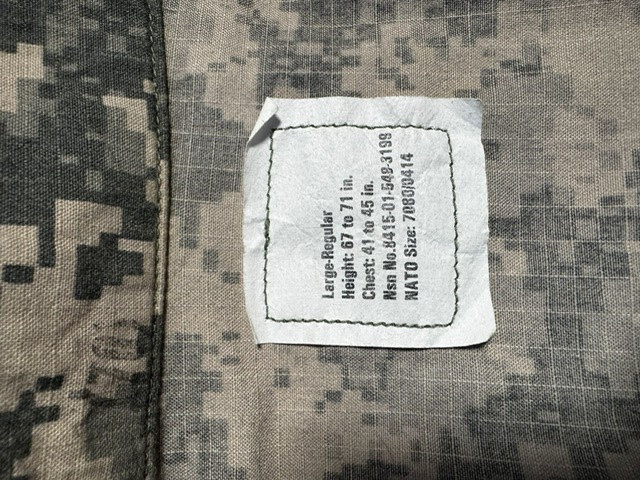 Large-Regular
Height: 67 to 71 in.
Chest: 41 to 45 in.
Nsn No.8415-01-549-3199
NATO Size: 7080/0414